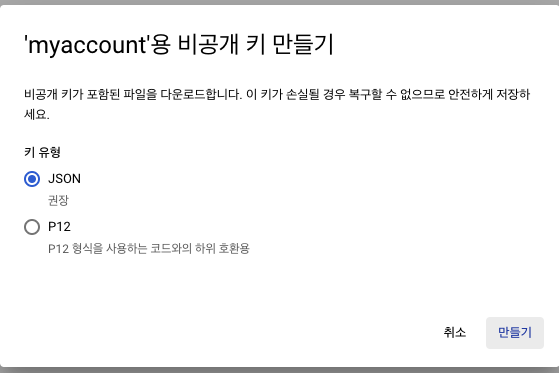 'myaccount'용 비공개 키 만들기
비공개 키가 포함된 파일을 다운로드합니다. 이 키가 손실될 경우 복구할 수 없으므로 안전하게 저장하
세요.
키 유형
JSON
권장
P12
P12 형식을 사용하는 코드와의 하위 호환용
취소 만들기